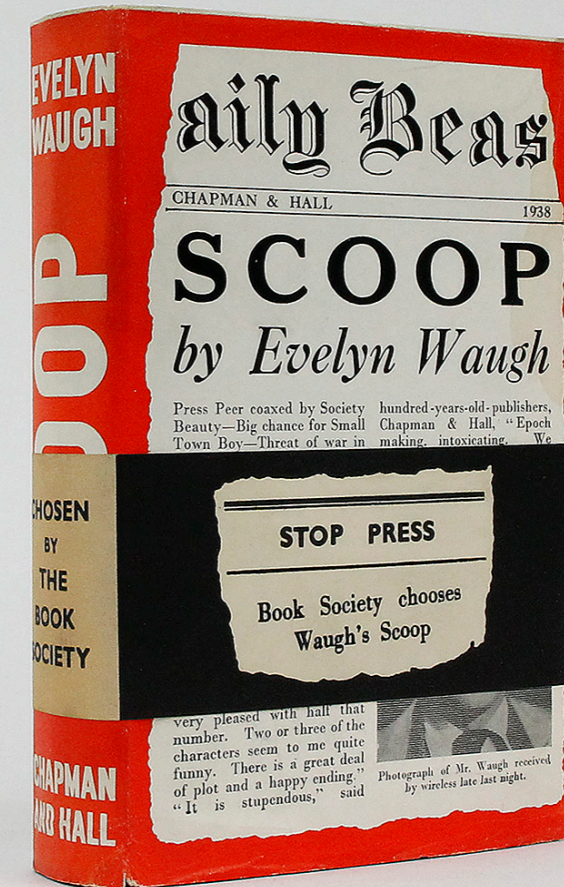 EVELYN
WAUGH
OOP
CHAPMAN
AND HALL
CHOSEN
BY
THE
BOOK
SOCIETY
aily Beas
CHAPMAN & HALL 1938
SCOOP
by Evelyn Waugh
Press Peer coaxed by Society
Beauty—Big chance for Small
Town Boy—Threat of war in
hundred-years-old-publishers,
Chapman & Hall, “Epoch
making, intoxicating. We
STOP PRESS
Book Society chooses
Waugh's Scoop
very pleased with half that
number. Two or three of the
characters seem to me quite
funny. There is a great deal
of plot and a happy ending.”
“It is stupendous,” said
Photograph of Mr. Waugh received
by wireless late last night.